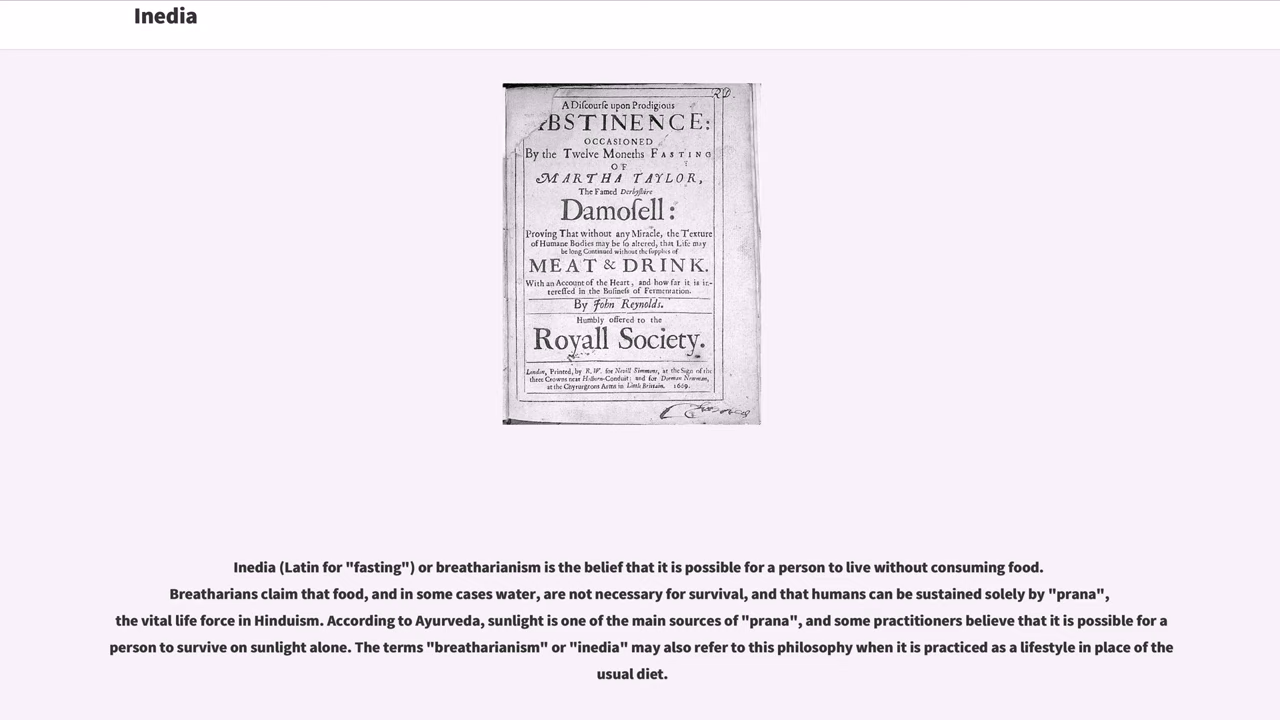 Inedia
RD.
A Diſcourſe upon Prodigious
BSTINENCE:
OCCASIONED
By the Twelve Moneths FASTING
OF
MARTHA TAYLOR,
The Famed Derbyſhire
Damoſell:
Proving That without any Miracle, the Texture
of Humane Bodies may be ſo altered, that Life may
be long Continued without the ſupplies of
MEAT & DRINK.
With an Account of the Heart, and how far it is in-
tereſſed in the Buſineſs of Fermentation.
By John Reynolds.
Humbly offered to the
Royall Society.
London, Printed, by R. W. for Nevill Simmons, at the Sign of the
three Crowns near Holborn-Conduit: and for Dorman Newman,
at the Chyrurgeons Arms in Little Brittain. 1669.
Inedia (Latin for "fasting") or breatharianism is the belief that it is possible for a person to live without consuming food.
Breatharians claim that food, and in some cases water, are not necessary for survival, and that humans can be sustained solely by "prana",
the vital life force in Hinduism. According to Ayurveda, sunlight is one of the main sources of "prana", and some practitioners believe that it is possible for a
person to survive on sunlight alone. The terms "breatharianism" or "inedia" may also refer to this philosophy when it is practiced as a lifestyle in place of the
usual diet.